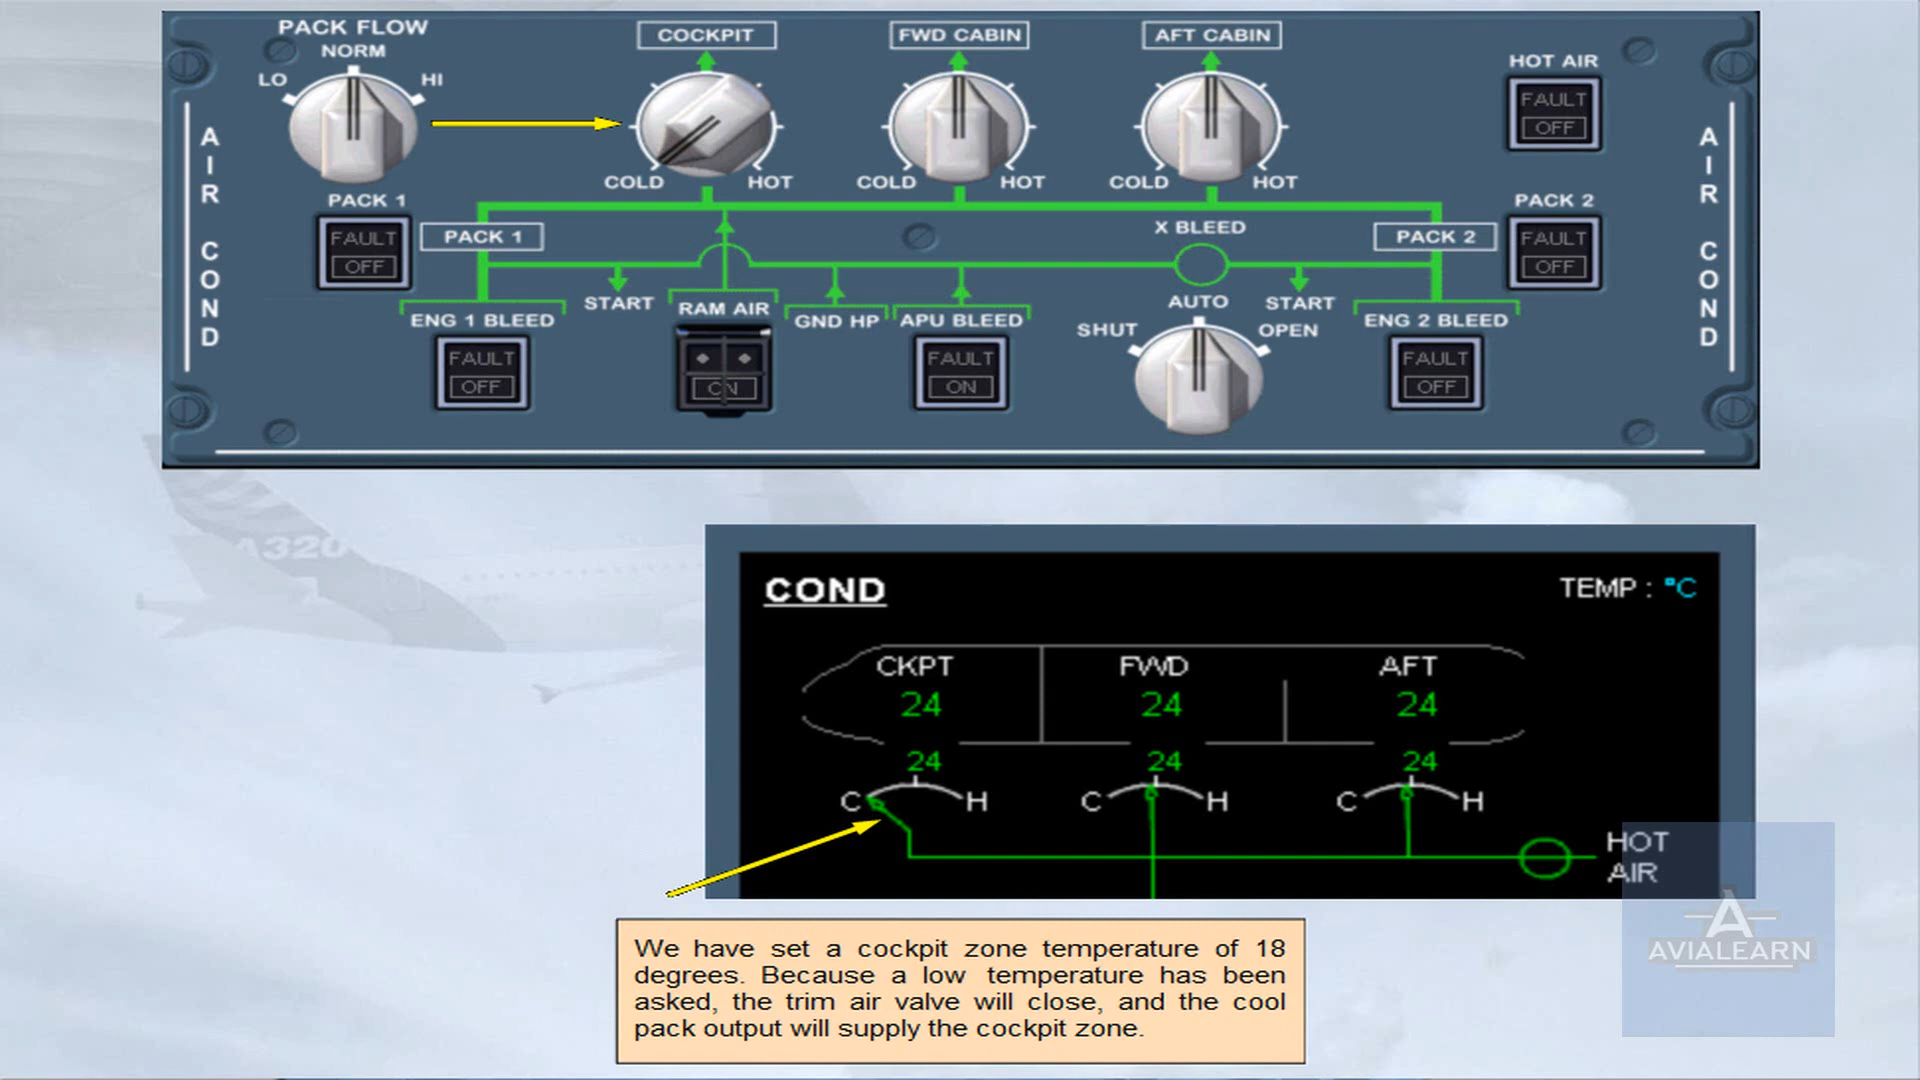 PACK FLOW
NORM
LO
HI
COCKPIT
FWD CABIN
AFT CABIN
HOT AIR
FAULT
OFF
COLD
HOT
COLD
HOT
COLD
HOT
AIR COND
AIR COND
PACK 1
FAULT
OFF
PACK 1
X BLEED
PACK 2
PACK 2
FAULT
OFF
START
RAM AIR
GND HP
APU BLEED
AUTO
START
SHUT
OPEN
ENG 1 BLEED
ENG 2 BLEED
FAULT
OFF
ON
FAULT
ON
FAULT
OFF
A320
COND
TEMP : °C
CKPT
FWD
AFT
24
24
24
24
24
24
C
H
C
H
C
H
HOT
AIR
We have set a cockpit zone temperature of 18
degrees. Because a low temperature has been
asked, the trim air valve will close, and the cool
pack output will supply the cockpit zone.
A
AVIALEARN